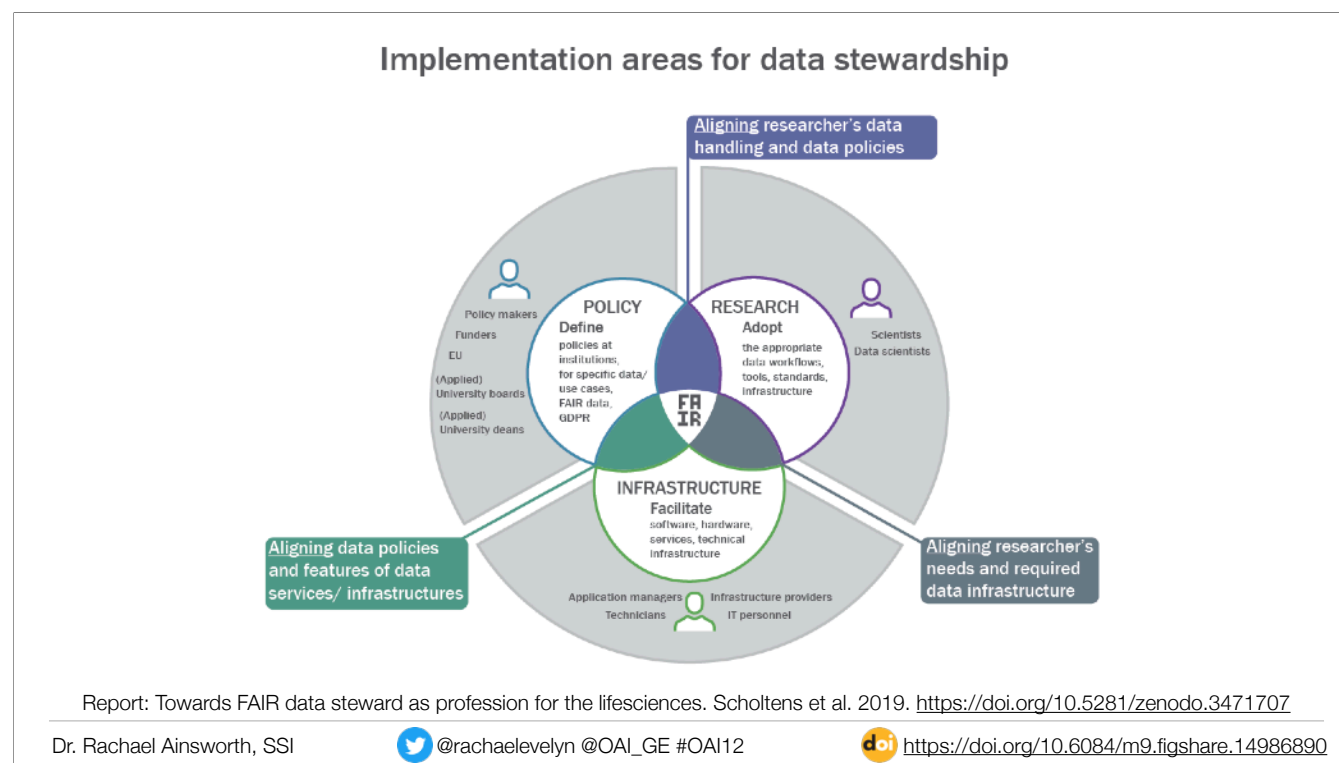 Implementation areas for data stewardship
Aligning researcher's data
handling and data policies
Policy makers
Funders
EU
(Applied)
University boards
(Applied)
University deans
POLICY
Define
policies at
institutions,
for specific data/
use cases,
FAIR data,
GDPR
RESEARCH
Adopt
the appropriate
data workflows,
tools, standards,
infrastructure
Scientists
Data scientists
FA
IR
INFRASTRUCTURE
Facilitate
software, hardware,
services, technical
infrastructure
Aligning data policies
and features of data
services/ infrastructures
Aligning researcher's
needs and required
data infrastructure
Application managers
Technicians
Infrastructure providers
IT personnel
Report: Towards FAIR data steward as profession for the lifesciences. Scholtens et al. 2019. https://doi.org/10.5281/zenodo.3471707
Dr. Rachael Ainsworth, SSI
@rachaelevelyn @OAI_GE #OAI12
doi https://doi.org/10.6084/m9.figshare.14986890